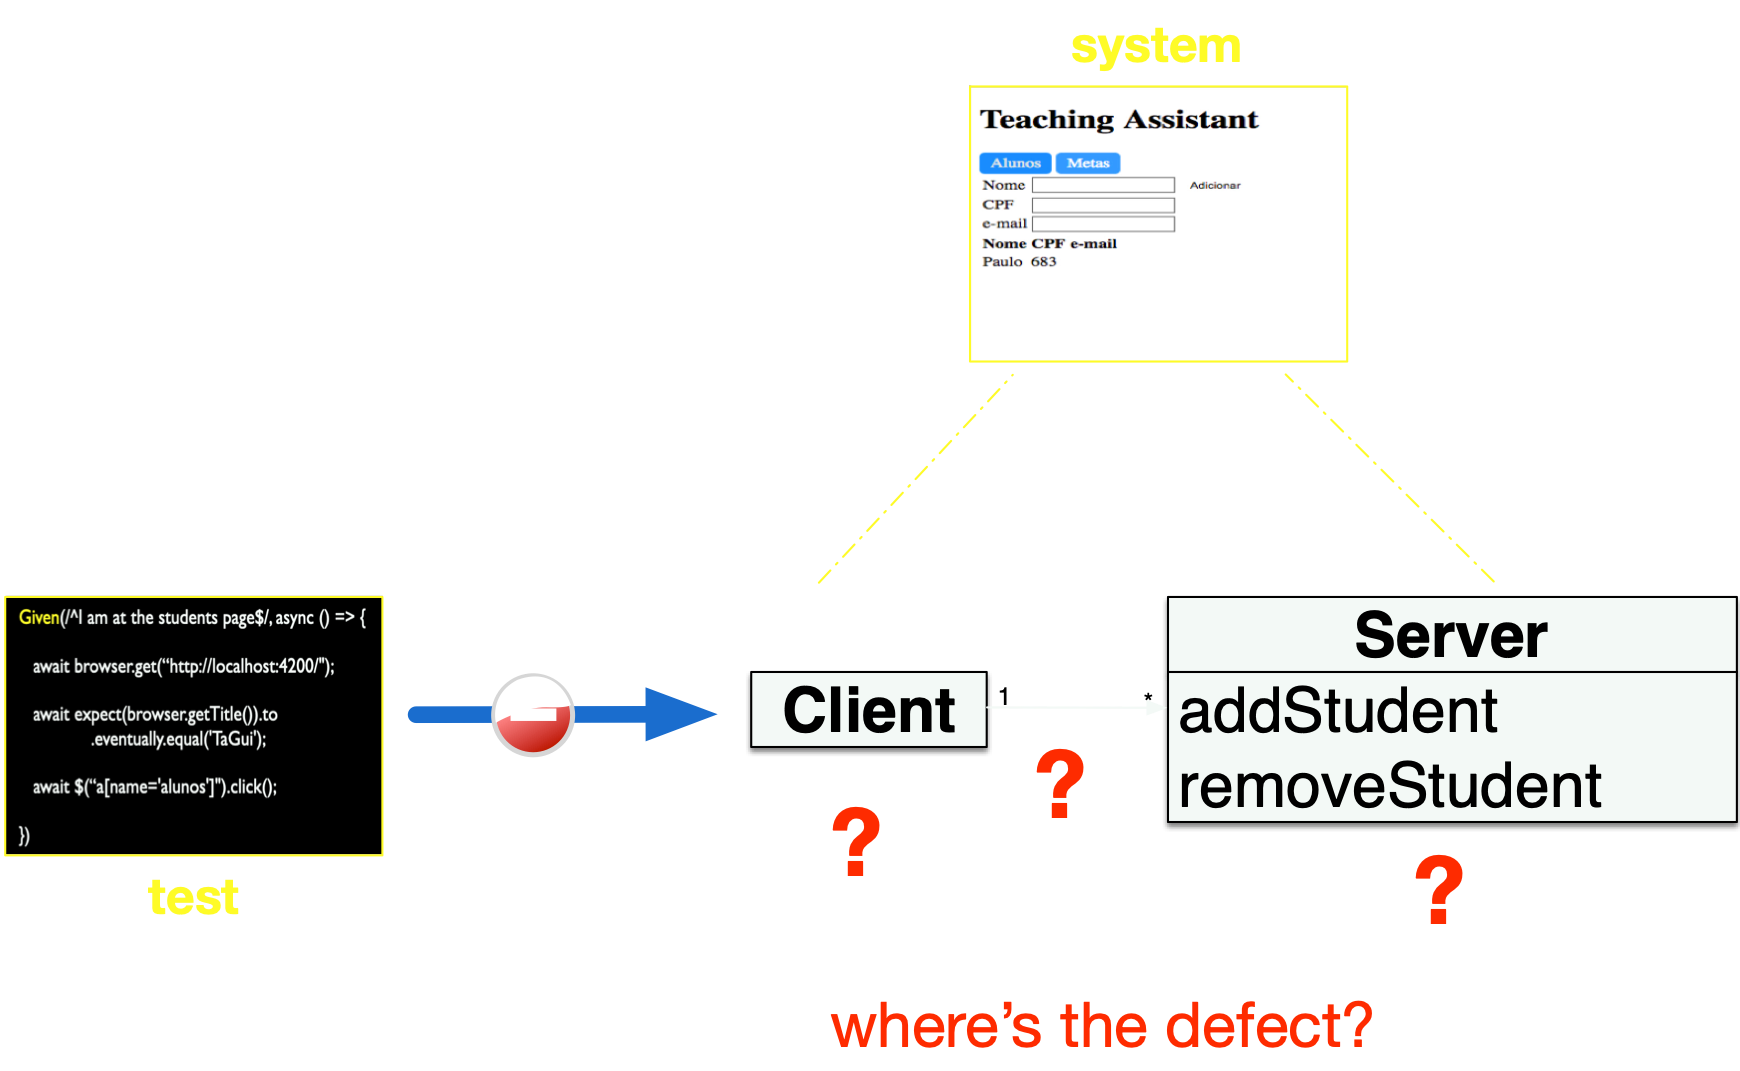 system
Teaching Assistant
Alunos Metas
Nome Adicionar
CPF
e-mail
Nome CPF e-mail
Paulo 683
Given(/^I am at the students page$/, async () => {
await browser.get(“http://localhost:4200/");
await expect(browser.getTitle()).to
.eventually.equal('TaGui');
await $(“a[name='alunos']").click();
})
test
Client
1
*
Server
addStudent
removeStudent
?
?
?
where’s the defect?